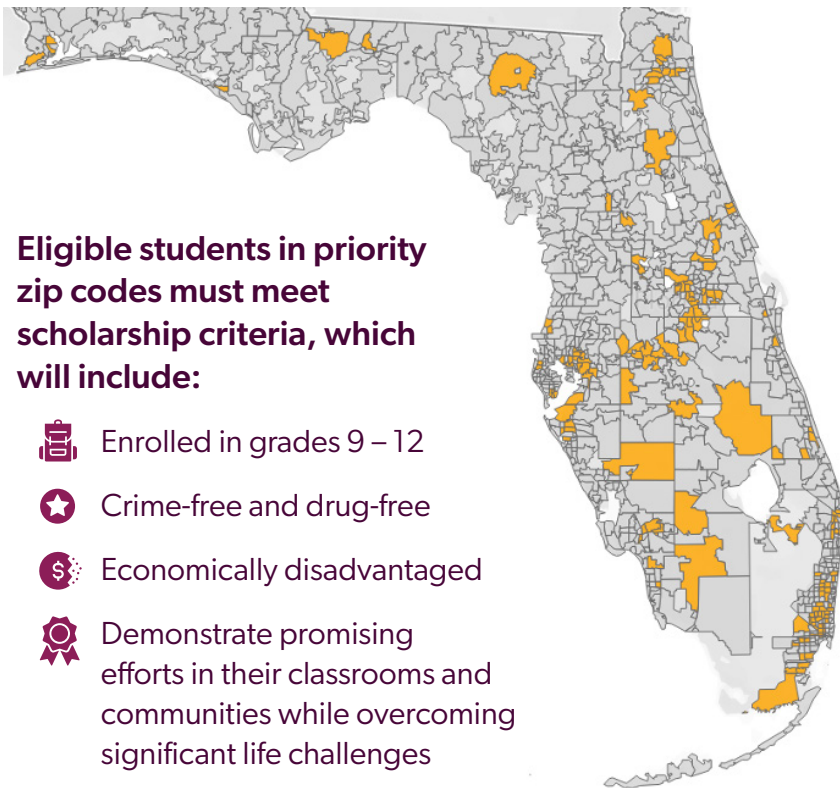 Eligible students in priority
zip codes must meet
scholarship criteria, which
will include:
Enrolled in grades 9 – 12
Crime-free and drug-free
$
Economically disadvantaged
Demonstrate promising
efforts in their classrooms and
communities while overcoming
significant life challenges